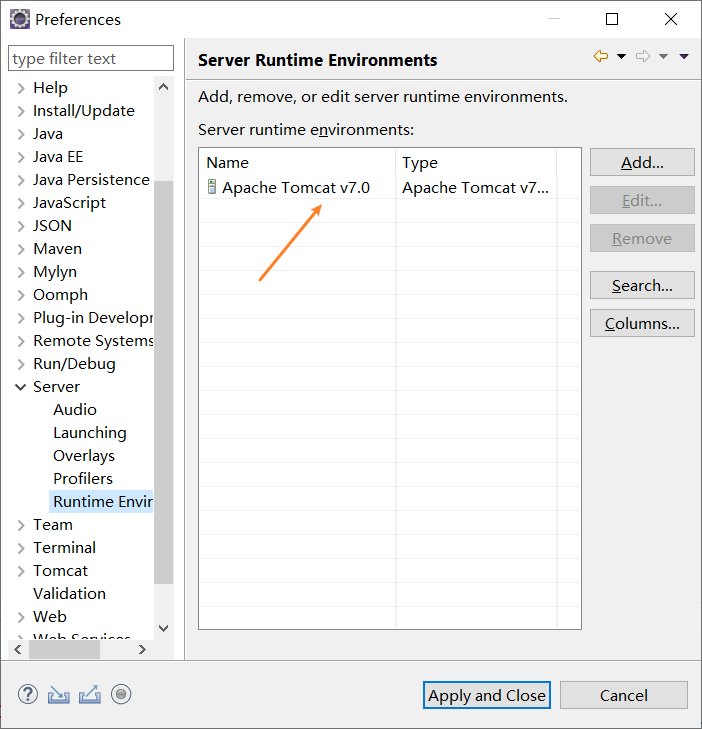 Preferences
type filter text
Help
Install/Update
Java
Java EE
Java Persistence
JavaScript
JSON
Maven
Mylyn
Oomph
Plug-in Develop
Remote Systems
Run/Debug
Server
Audio
Launching
Overlays
Profilers
Runtime Envir
Team
Terminal
Tomcat
Validation
Web
Web Services
Server Runtime Environments
Add, remove, or edit server runtime environments.
Server runtime environments:
Name Type
Apache Tomcat v7.0 Apache Tomcat v7...
Add...
Edit...
Remove
Search...
Columns...
Apply and Close
Cancel